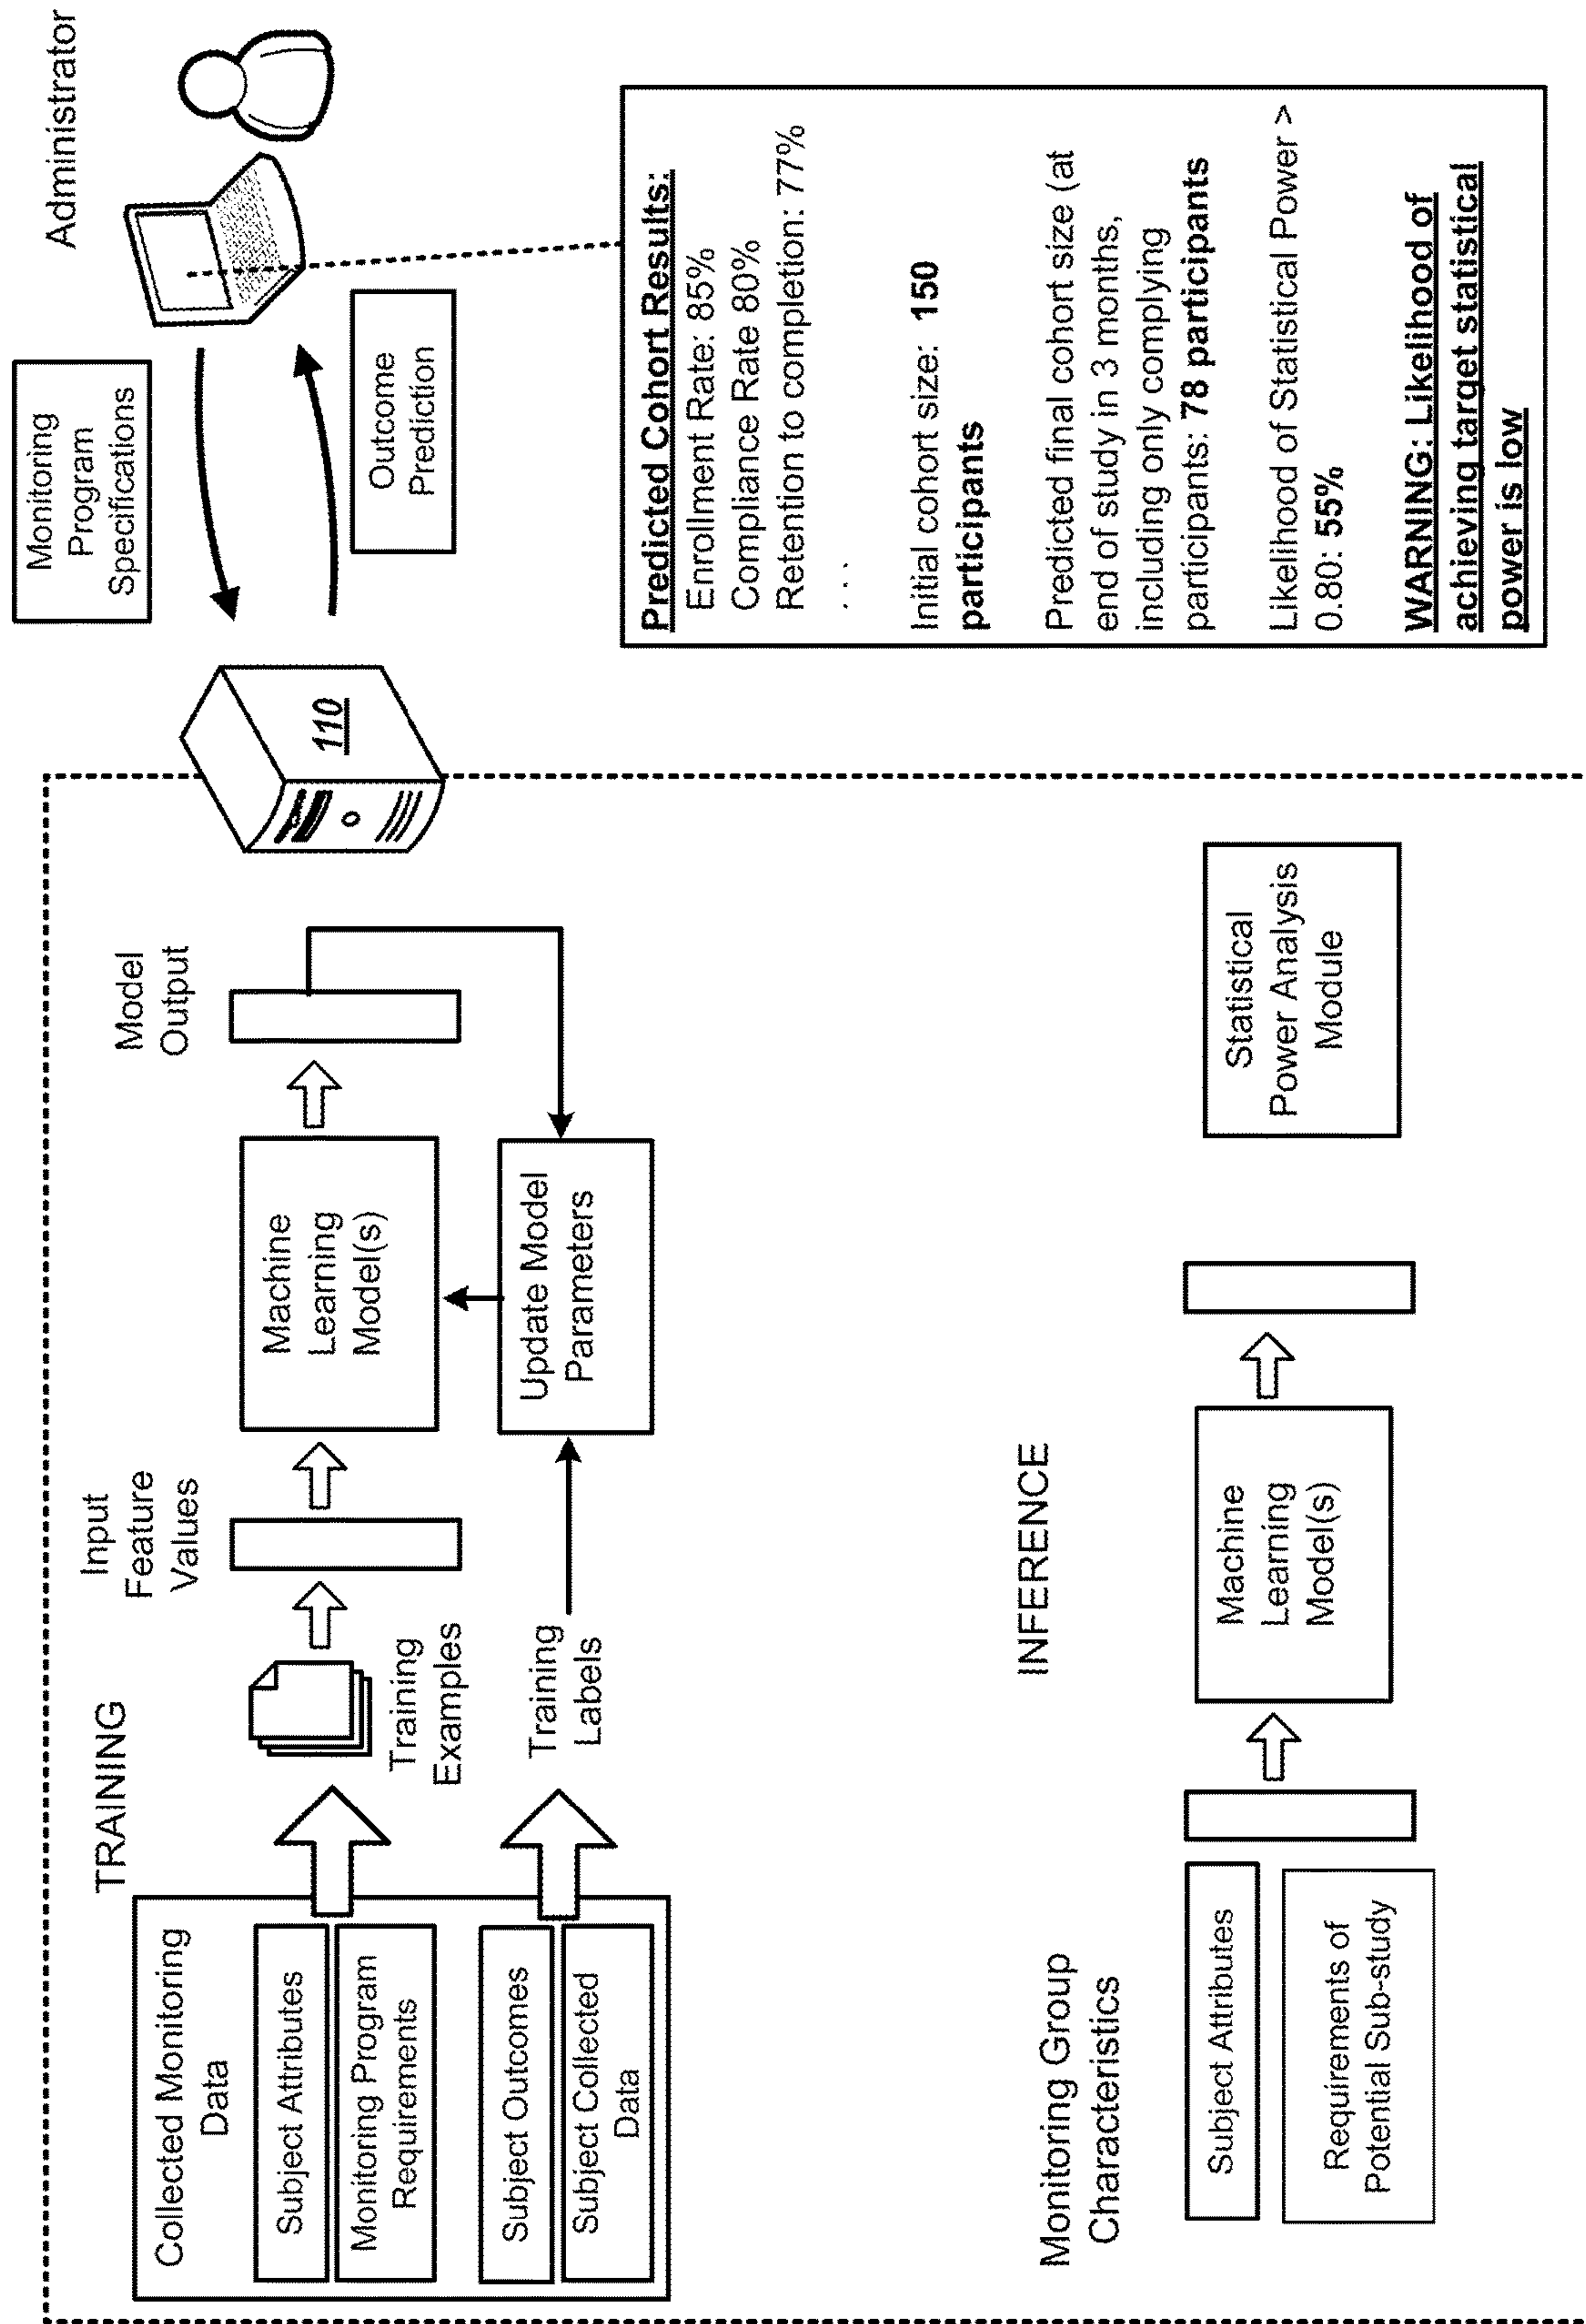 TRAINING
Collected Monitoring
Data
Subject Attributes
Monitoring Program
Requirements
Subject Outcomes
Subject Collected
Data
Training
Examples
Training
Labels
Input
Feature
Values
Machine
Learning
Model(s)
Update Model
Parameters
Model
Output
110
Monitoring
Program
Specifications
Outcome
Prediction
Administrator
Predicted Cohort Results:
Enrollment Rate: 85%
Compliance Rate 80%
Retention to completion: 77%
...
Initial cohort size: 150
participants
Predicted final cohort size (at
end of study in 3 months,
including only complying
participants: 78 participants
Likelihood of Statistical Power >
0.80: 55%
WARNING: Likelihood of
achieving target statistical
power is low
INFERENCE
Monitoring Group
Characteristics
Subject Attributes
Requirements of
Potential Sub-study
Machine
Learning
Model(s)
Statistical
Power Analysis
Module